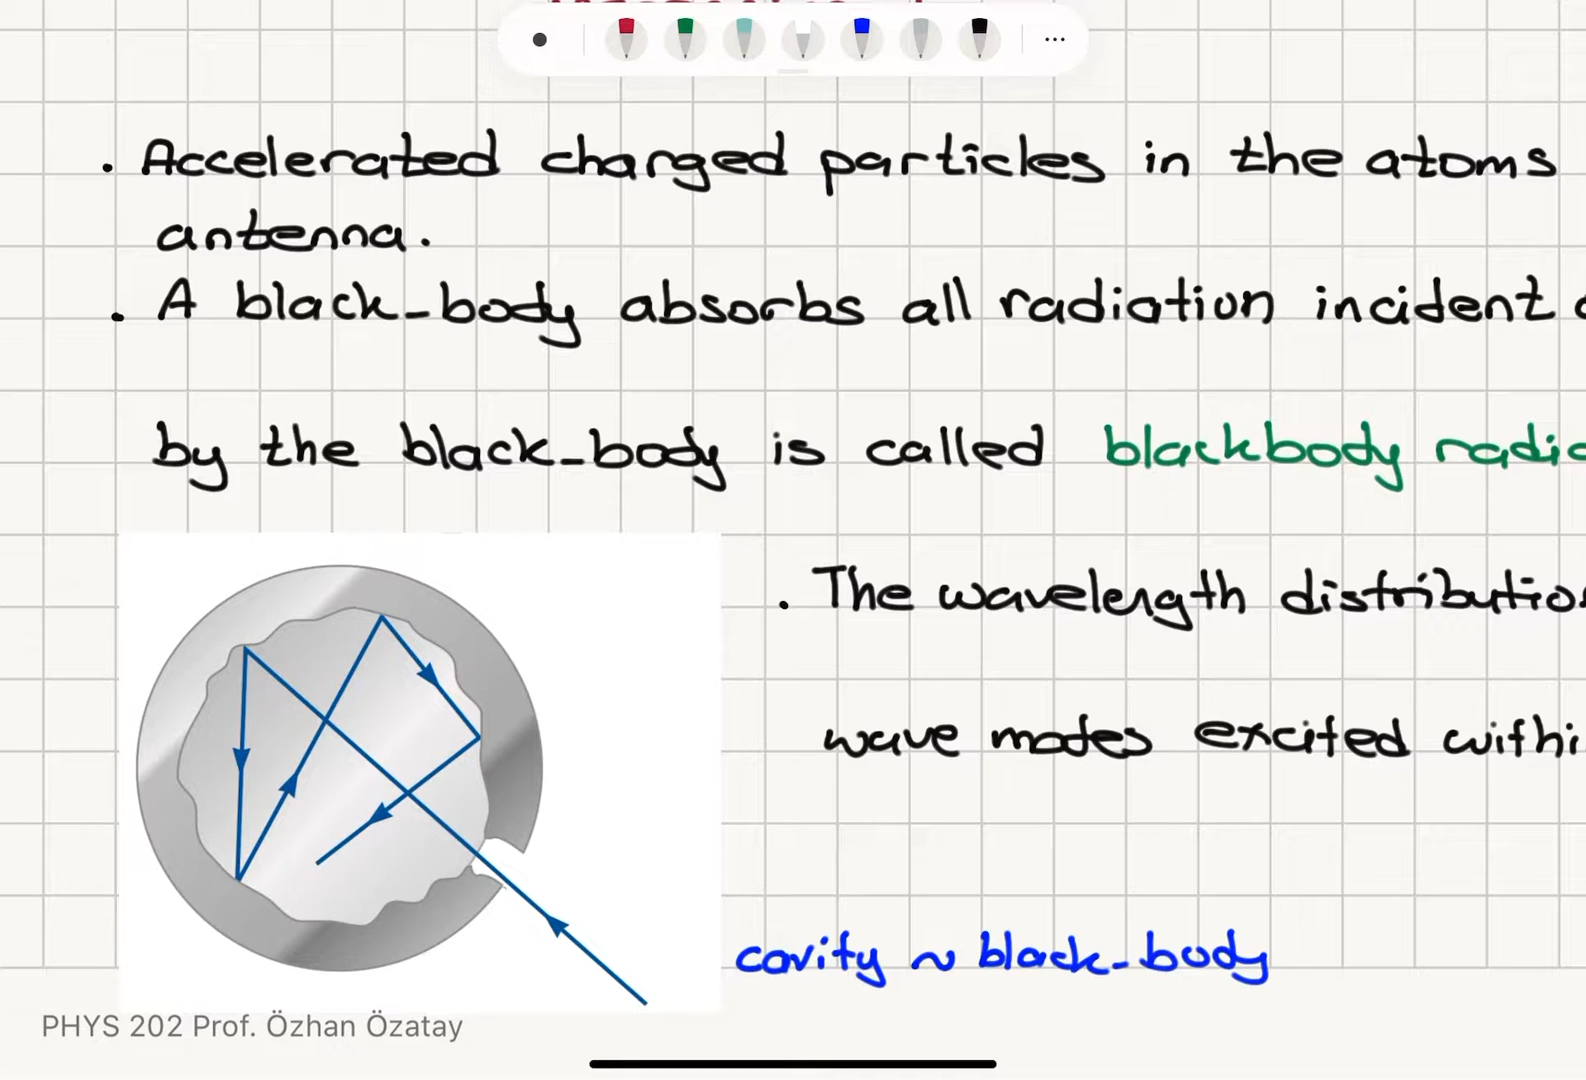 . Accelerated charged particles in the atoms
antenna.
. A black-body absorbs all radiation incident
by the black-body is called blackbody
. The wavelength
wave modes excited
cavity ~ black-body
PHYS 202 Prof. Özhan Özatay